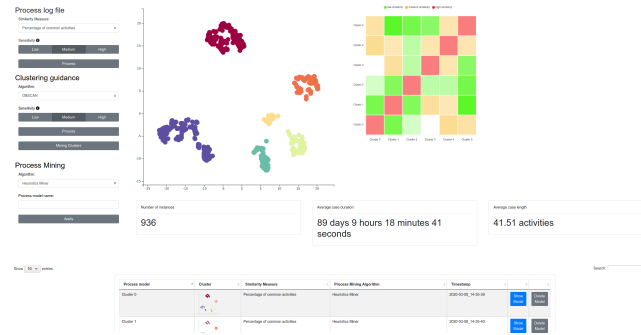 Process log file
Similarity Measure:
Percentage of common activities
Sensitivity
Low Medium High
Process
Clustering guidance
Algorithm:
DBSCAN
Sensitivity
Low Medium High
Process
Mining Clusters
Process Mining
Algorithm:
Heuristics Miner
Process model name:
Apply
Number of instances
936
Average case duration
89 days 9 hours 18 minutes 41
seconds
Average case length
41.51 activities
Show 50 entries
Search:
Process model Cluster Similarity Measure Process Mining Algorithm Timestamp
Cluster 0 Percentage of common activities Heuristics Miner Show Model Delete Model
Cluster 1 Percentage of common activities Heuristics Miner Show Model Delete Model